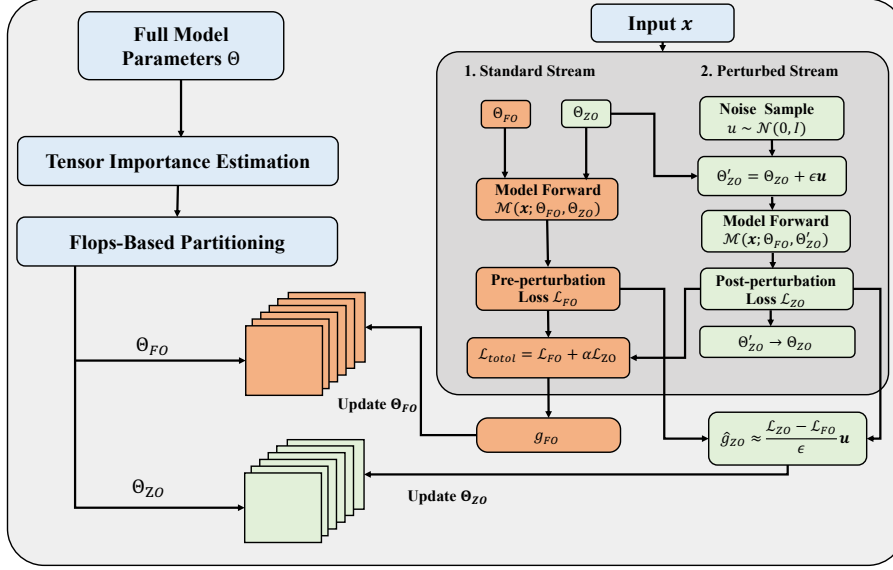 Full Model
Parameters Θ
Tensor Importance Estimation
Flops-Based Partitioning
Θ_FO
Θ_ZO
Input x
1. Standard Stream
Θ_FO
Θ_ZO
Model Forward
ℳ(x; Θ_FO, Θ_ZO)
Pre-perturbation
Loss ℒ_FO
ℒ_totol = ℒ_FO + αℒ_ZO
g_FO
Update Θ_FO
2. Perturbed Stream
Noise Sample
u ~ 𝒩(0, I)
Θ′_ZO = Θ_ZO + ϵu
Model Forward
ℳ(x; Θ_FO, Θ′_ZO)
Post-perturbation
Loss ℒ_ZO
Θ′_ZO → Θ_ZO
ĝ_ZO ≈ (ℒ_ZO − ℒ_FO)/ϵ u
Update Θ_ZO